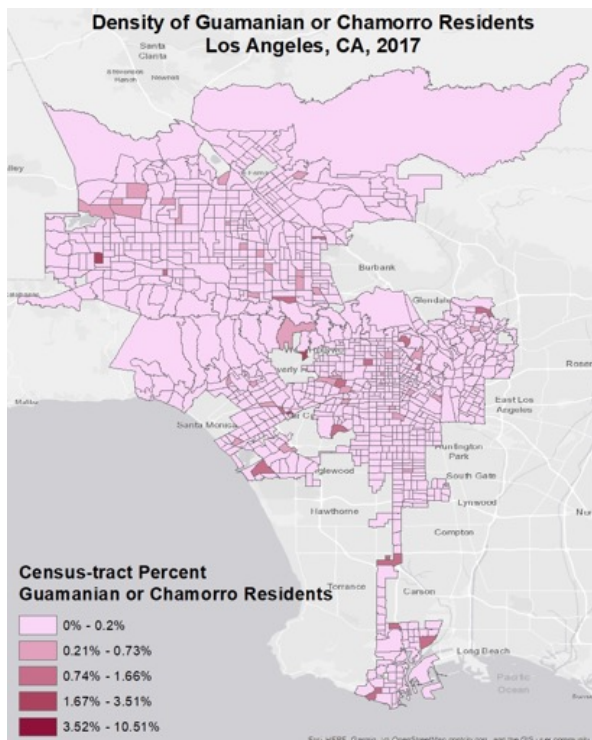 Density of Guamanian or Chamorro Residents
Los Angeles, CA, 2017
Santa
Clarita
Newhall
Burbank
Glendale
East Los
Angeles
Santa Monica
Huntington
Park
South Gate
Lynwood
Hawthorne
Compton
Torrance
Carson
Long Beach
Pacific
Ocean
Census-tract Percent
Guamanian or Chamorro Residents
0% - 0.2%
0.21% - 0.73%
0.74% - 1.66%
1.67% - 3.51%
3.52% - 10.51%